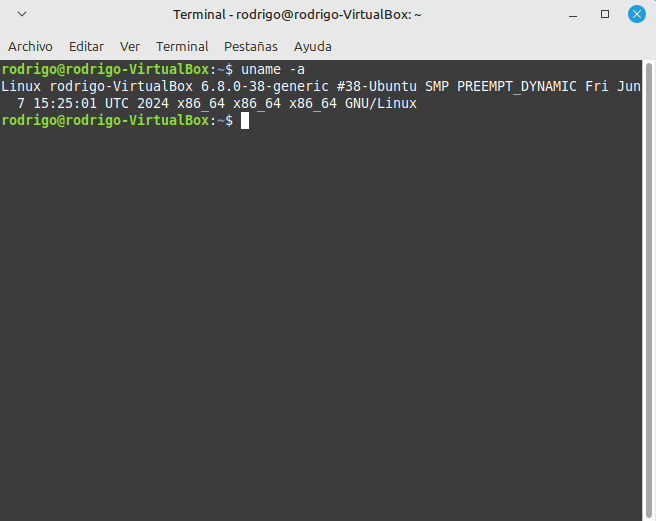 Terminal - rodrigo@rodrigo-VirtualBox: ~
Archivo Editar Ver Terminal Pestañas Ayuda
rodrigo@rodrigo-VirtualBox:~$ uname -a
Linux rodrigo-VirtualBox 6.8.0-38-generic #38-Ubuntu SMP PREEMPT_DYNAMIC Fri Jun
7 15:25:01 UTC 2024 x86_64 x86_64 x86_64 GNU/Linux
rodrigo@rodrigo-VirtualBox:~$